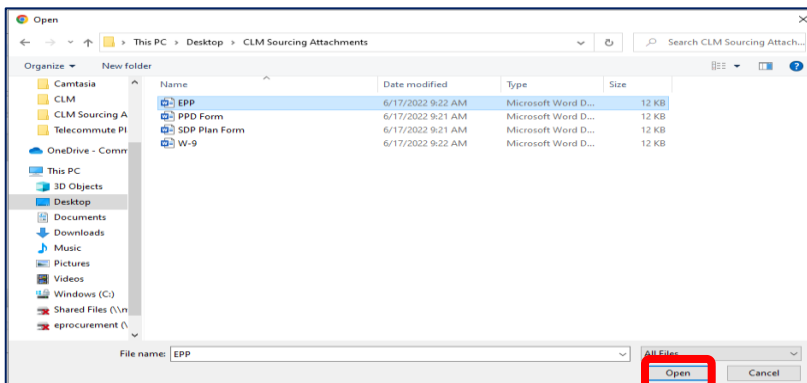 Open
This PC > Desktop > CLM Sourcing Attachments
Search CLM Sourcing Attach...
Organize
New folder
Camtasia
CLM
CLM Sourcing A
Telecommute Pl
OneDrive - Comm
This PC
3D Objects
Desktop
Documents
Downloads
Music
Pictures
Videos
Windows (C:)
Shared Files (\\m
eprocurement (\
Name Date modified Type Size
EPP 6/17/2022 9:22 AM Microsoft Word D... 12 KB
PPD Form 6/17/2022 9:21 AM Microsoft Word D... 12 KB
SDP Plan Form 6/17/2022 9:21 AM Microsoft Word D... 12 KB
W-9 6/17/2022 9:22 AM Microsoft Word D... 12 KB
File name: EPP
All Files
Open Cancel